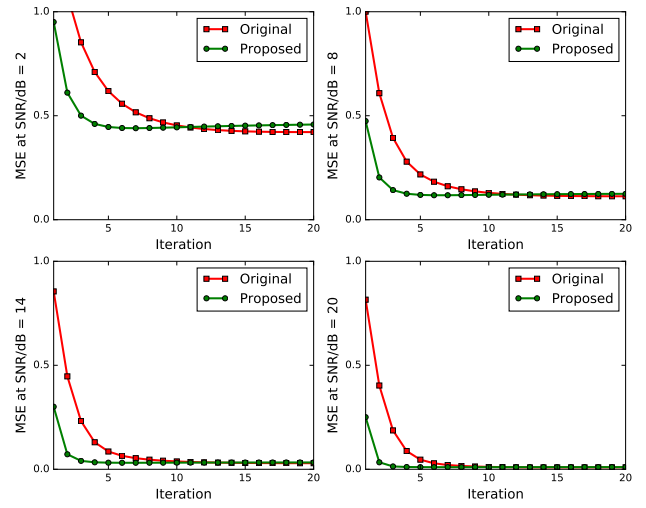 1.0
0.5
0.0
MSE at SNR/dB = 2
Original
Proposed
5 10 15 20
Iteration
1.0
0.5
0.0
MSE at SNR/dB = 8
Original
Proposed
5 10 15 20
Iteration
1.0
0.5
0.0
MSE at SNR/dB = 14
Original
Proposed
5 10 15 20
Iteration
1.0
0.5
0.0
MSE at SNR/dB = 20
Original
Proposed
5 10 15 20
Iteration